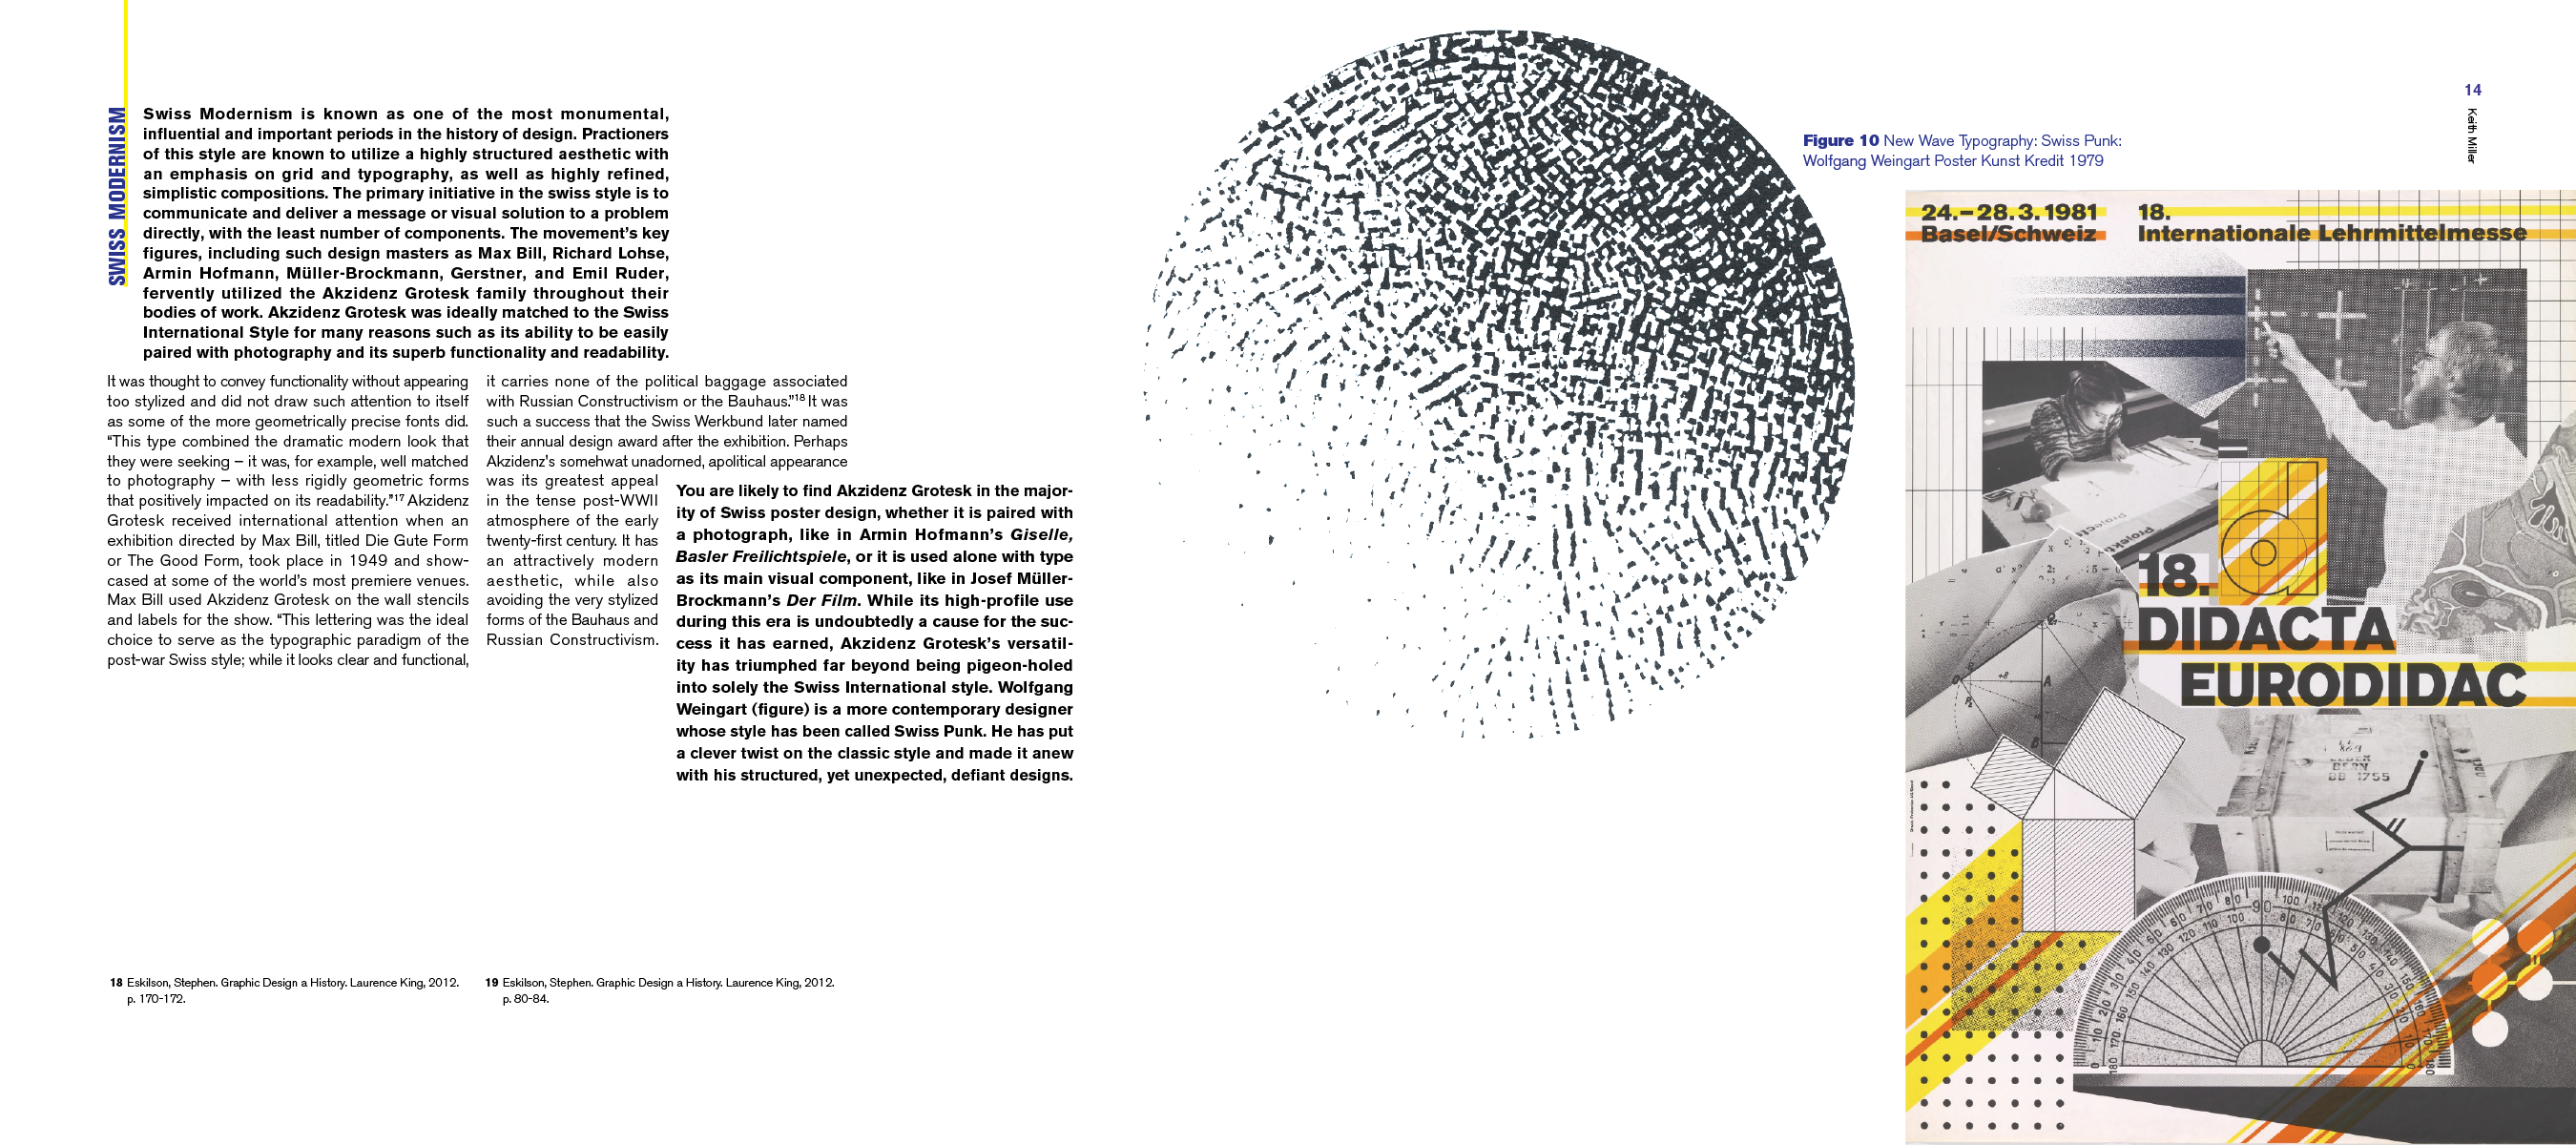 SWISS MODERNISM
Swiss Modernism is known as one of the most monumental,
influential and important periods in the history of design. Practioners
of this style are known to utilize a highly structured aesthetic with
an emphasis on grid and typography, as well as highly refined,
simplistic compositions. The primary initiative in the swiss style is to
communicate and deliver a message or visual solution to a problem
directly, with the least number of components. The movement’s key
figures, including such design masters as Max Bill, Richard Lohse,
Armin Hofmann, Müller-Brockmann, Gerstner, and Emil Ruder,
fervently utilized the Akzidenz Grotesk family throughout their
bodies of work. Akzidenz Grotesk was ideally matched to the Swiss
International Style for many reasons such as its ability to be easily
paired with photography and its superb functionality and readability.
It was thought to convey functionality without appearing
too stylized and did not draw such attention to itself
as some of the more geometrically precise fonts did.
“This type combined the dramatic modern look that
they were seeking – it was, for example, well matched
to photography – with less rigidly geometric forms
that positively impacted on its readability.”17 Akzidenz
Grotesk received international attention when an
exhibition directed by Max Bill, titled Die Gute Form
or The Good Form, took place in 1949 and show-
cased at some of the world’s most premiere venues.
Max Bill used Akzidenz Grotesk on the wall stencils
and labels for the show. “This lettering was the ideal
choice to serve as the typographic paradigm of the
post-war Swiss style; while it looks clear and functional,
it carries none of the political baggage associated
with Russian Constructivism or the Bauhaus.”18 It was
such a success that the Swiss Werkbund later named
their annual design award after the exhibition. Perhaps
Akzidenz’s somehwat unadorned, apolitical appearance
was its greatest appeal
in the tense post-WWII
atmosphere of the early
twenty-first century. It has
an attractively modern
aesthetic, while also
avoiding the very stylized
forms of the Bauhaus and
Russian Constructivism.
You are likely to find Akzidenz Grotesk in the major-
ity of Swiss poster design, whether it is paired with
a photograph, like in Armin Hofmann’s Giselle,
Basler Freilichtspiele, or it is used alone with type
as its main visual component, like in Josef Müller-
Brockmann’s Der Film. While its high-profile use
during this era is undoubtedly a cause for the suc-
cess it has earned, Akzidenz Grotesk’s versatil-
ity has triumphed far beyond being pigeon-holed
into solely the Swiss International style. Wolfgang
Weingart (figure) is a more contemporary designer
whose style has been called Swiss Punk. He has put
a clever twist on the classic style and made it anew
with his structured, yet unexpected, defiant designs.
18 Eskilson, Stephen. Graphic Design a History. Laurence King, 2012.
p. 170-172.
19 Eskilson, Stephen. Graphic Design a History. Laurence King, 2012.
p. 80-84.
14
Keith Miller
Figure 10 New Wave Typography: Swiss Punk:
Wolfgang Weingart Poster Kunst Kredit 1979
24.–28.3.1981
Basel/Schweiz
18.
Internationale Lehrmittelmesse
d
18.
DIDACTA
EURODIDAC
BERN
BB 1755
A
B
90